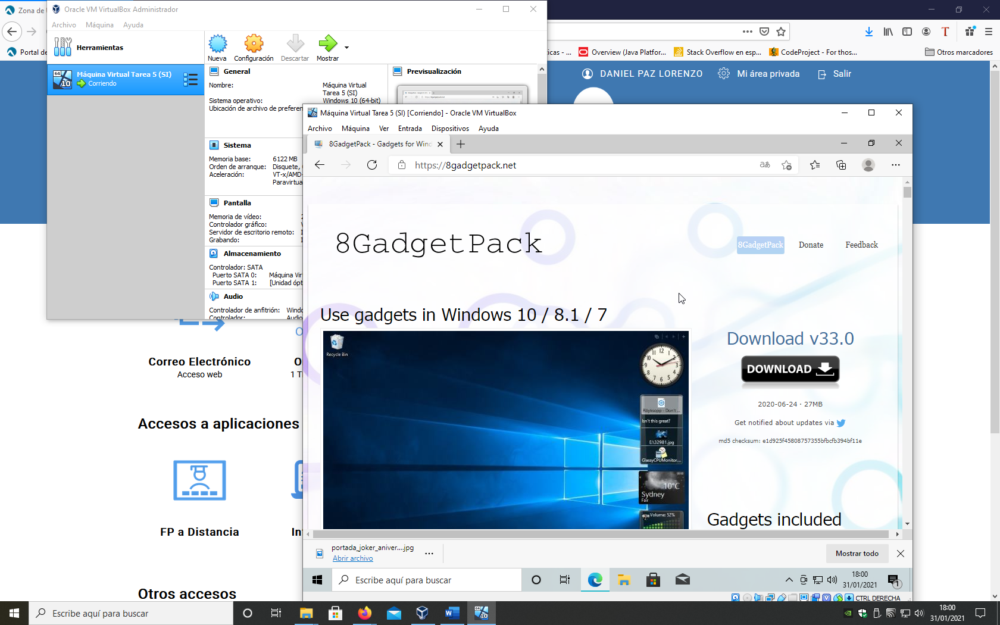 Zona de
Oracle VM VirtualBox Administrador
Archivo Máquina Ayuda
Herramientas
Nueva Configuración Descartar Mostrar
Máquina Virtual Tarea 5 (SI)
Corriendo
General
Nombre: Máquina Virtual
Tarea 5 (SI)
Sistema operativo: Windows 10 (64-bit)
Ubicación de archivo de preferen
Previsualización
Sistema
Memoria base: 6122 MB
Orden de arranque: Disquete,
Aceleración: VT-x/AMD-
Paravirtual
Pantalla
Memoria de vídeo:
Controlador gráfico:
Servidor de escritorio remoto:
Grabando:
Almacenamiento
Controlador: SATA
Puerto SATA 0: Máquina Vir
Puerto SATA 1: [Unidad ópt
Audio
Controlador de anfitrión: Windo
Controlador: Audio
Portal de
icas - ...
Overview (Java Platfor...
Stack Overflow en esp...
CodeProject - For thos...
Otros marcadores
DANIEL PAZ LORENZO
Mi área privada
Salir
Máquina Virtual Tarea 5 (SI) [Corriendo] - Oracle VM VirtualBox
Archivo Máquina Ver Entrada Dispositivos Ayuda
8GadgetPack - Gadgets for Wind
https://8gadgetpack.net
8GadgetPack
8GadgetPack Donate Feedback
Use gadgets in Windows 10 / 8.1 / 7
Recycle Bin
Röyksopp - Don't ...
Isn't this great?
E:\32981.jpg
GlassyCPUMonitor....
10°C
Sydney
Fair
Volume: 52%
Download v33.0
DOWNLOAD
2020-06-24 · 27MB
Get notified about updates via
md5 checksum: e1d925f45808757355bfbcfb394bf11e
Gadgets included
portada_joker_aniver....jpg
Abrir archivo
Mostrar todo
Escribe aquí para buscar
18:00
31/01/2021
1
CTRL DERECHA
Correo Electrónico
Acceso web
O
1 T
Accesos a aplicaciones
FP a Distancia
In
Otros accesos
Escribe aquí para buscar
18:00
31/01/2021